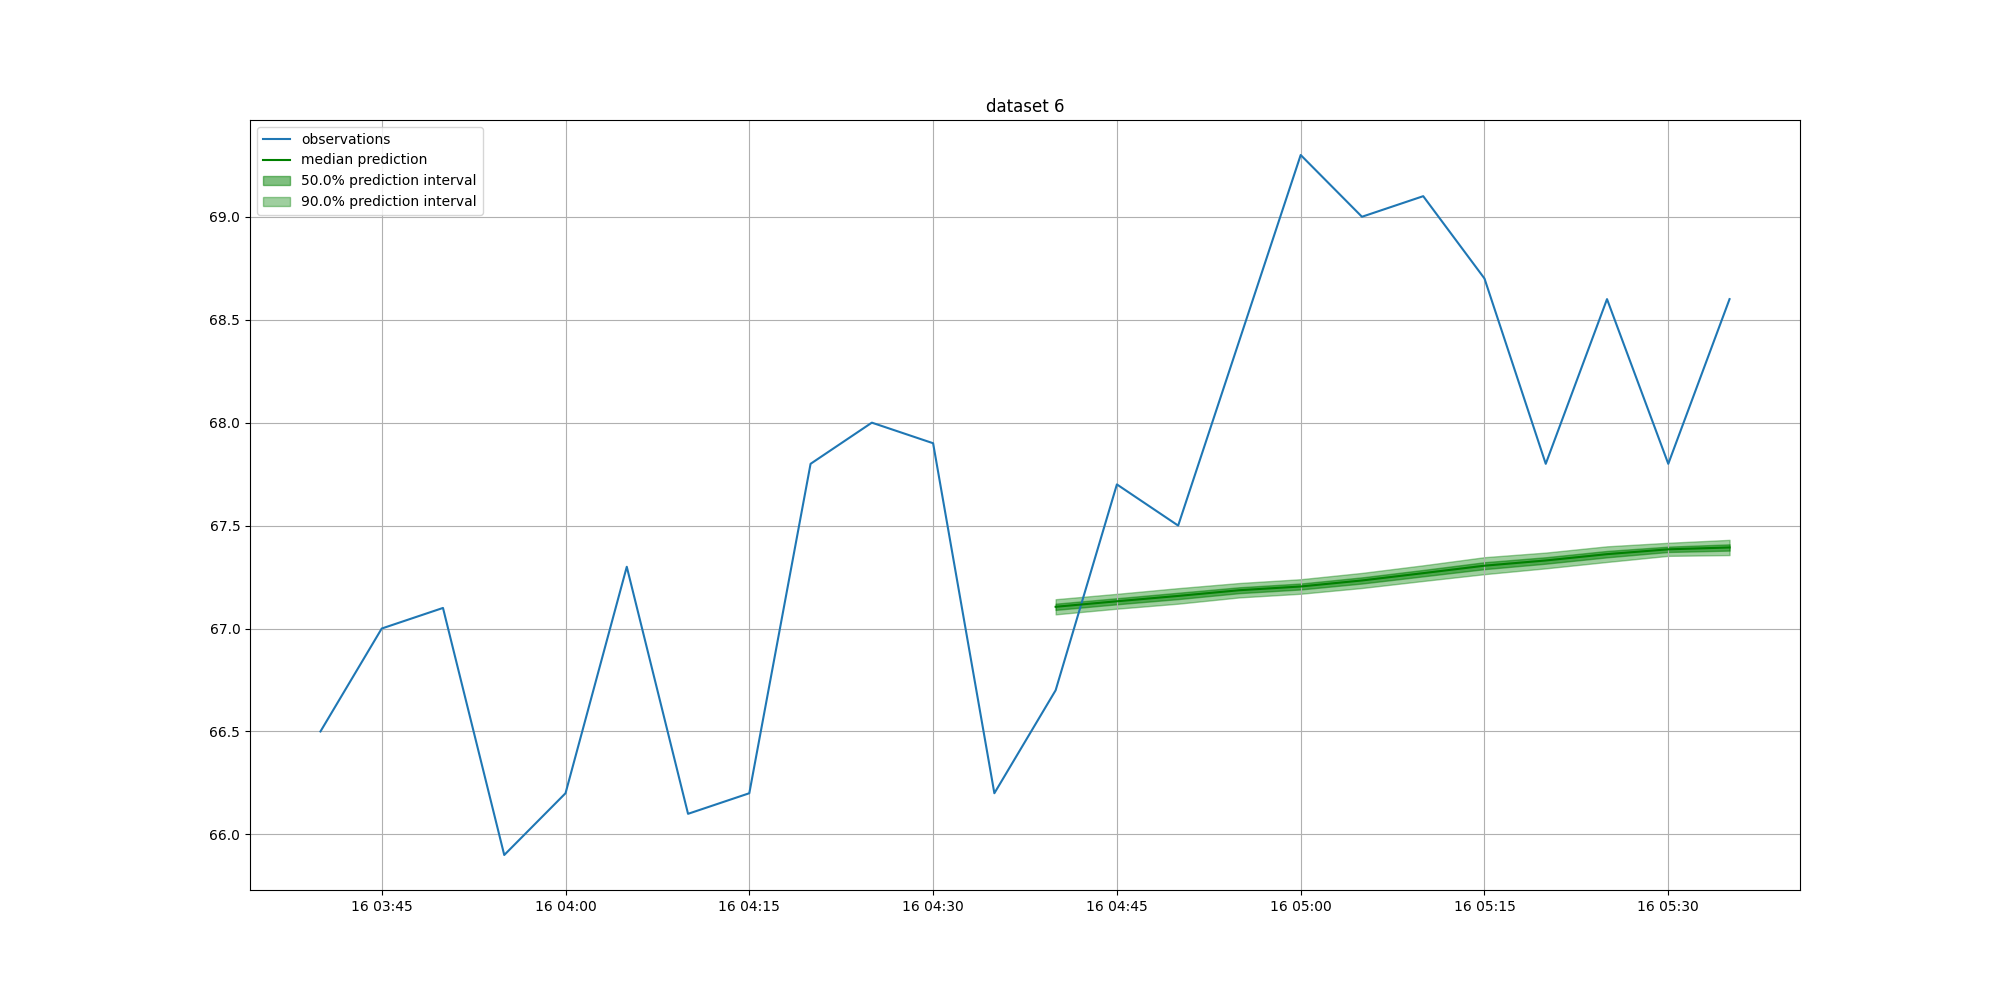 dataset 6
observations
median prediction
50.0% prediction interval
90.0% prediction interval
69.0
68.5
68.0
67.5
67.0
66.5
66.0
16 03:45 16 04:00 16 04:15 16 04:30 16 04:45 16 05:00 16 05:15 16 05:30